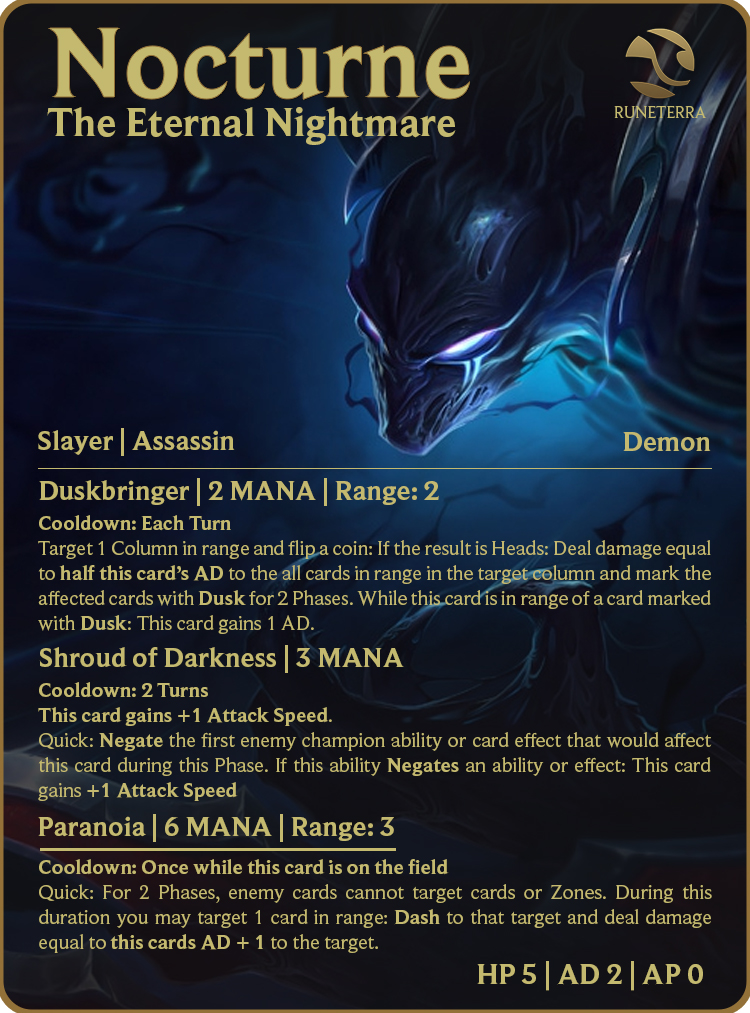 Nocturne
The Eternal Nightmare
RUNETERRA
Slayer | Assassin
Demon
Duskbringer | 2 MANA | Range: 2
Cooldown: Each Turn
Target 1 Column in range and flip a coin: If the result is Heads: Deal damage equal
to half this card's AD to the all cards in range in the target column and mark the
affected cards with Dusk for 2 Phases. While this card is in range of a card marked
with Dusk: This card gains 1 AD.
Shroud of Darkness | 3 MANA
Cooldown: 2 Turns
This card gains +1 Attack Speed.
Quick: Negate the first enemy champion ability or card effect that would affect
this card during this Phase. If this ability Negates an ability or effect: This card
gains +1 Attack Speed
Paranoia | 6 MANA | Range: 3
Cooldown: Once while this card is on the field
Quick: For 2 Phases, enemy cards cannot target cards or Zones. During this
duration you may target 1 card in range: Dash to that target and deal damage
equal to this cards AD + 1 to the target.
HP 5 | AD 2 | AP 0